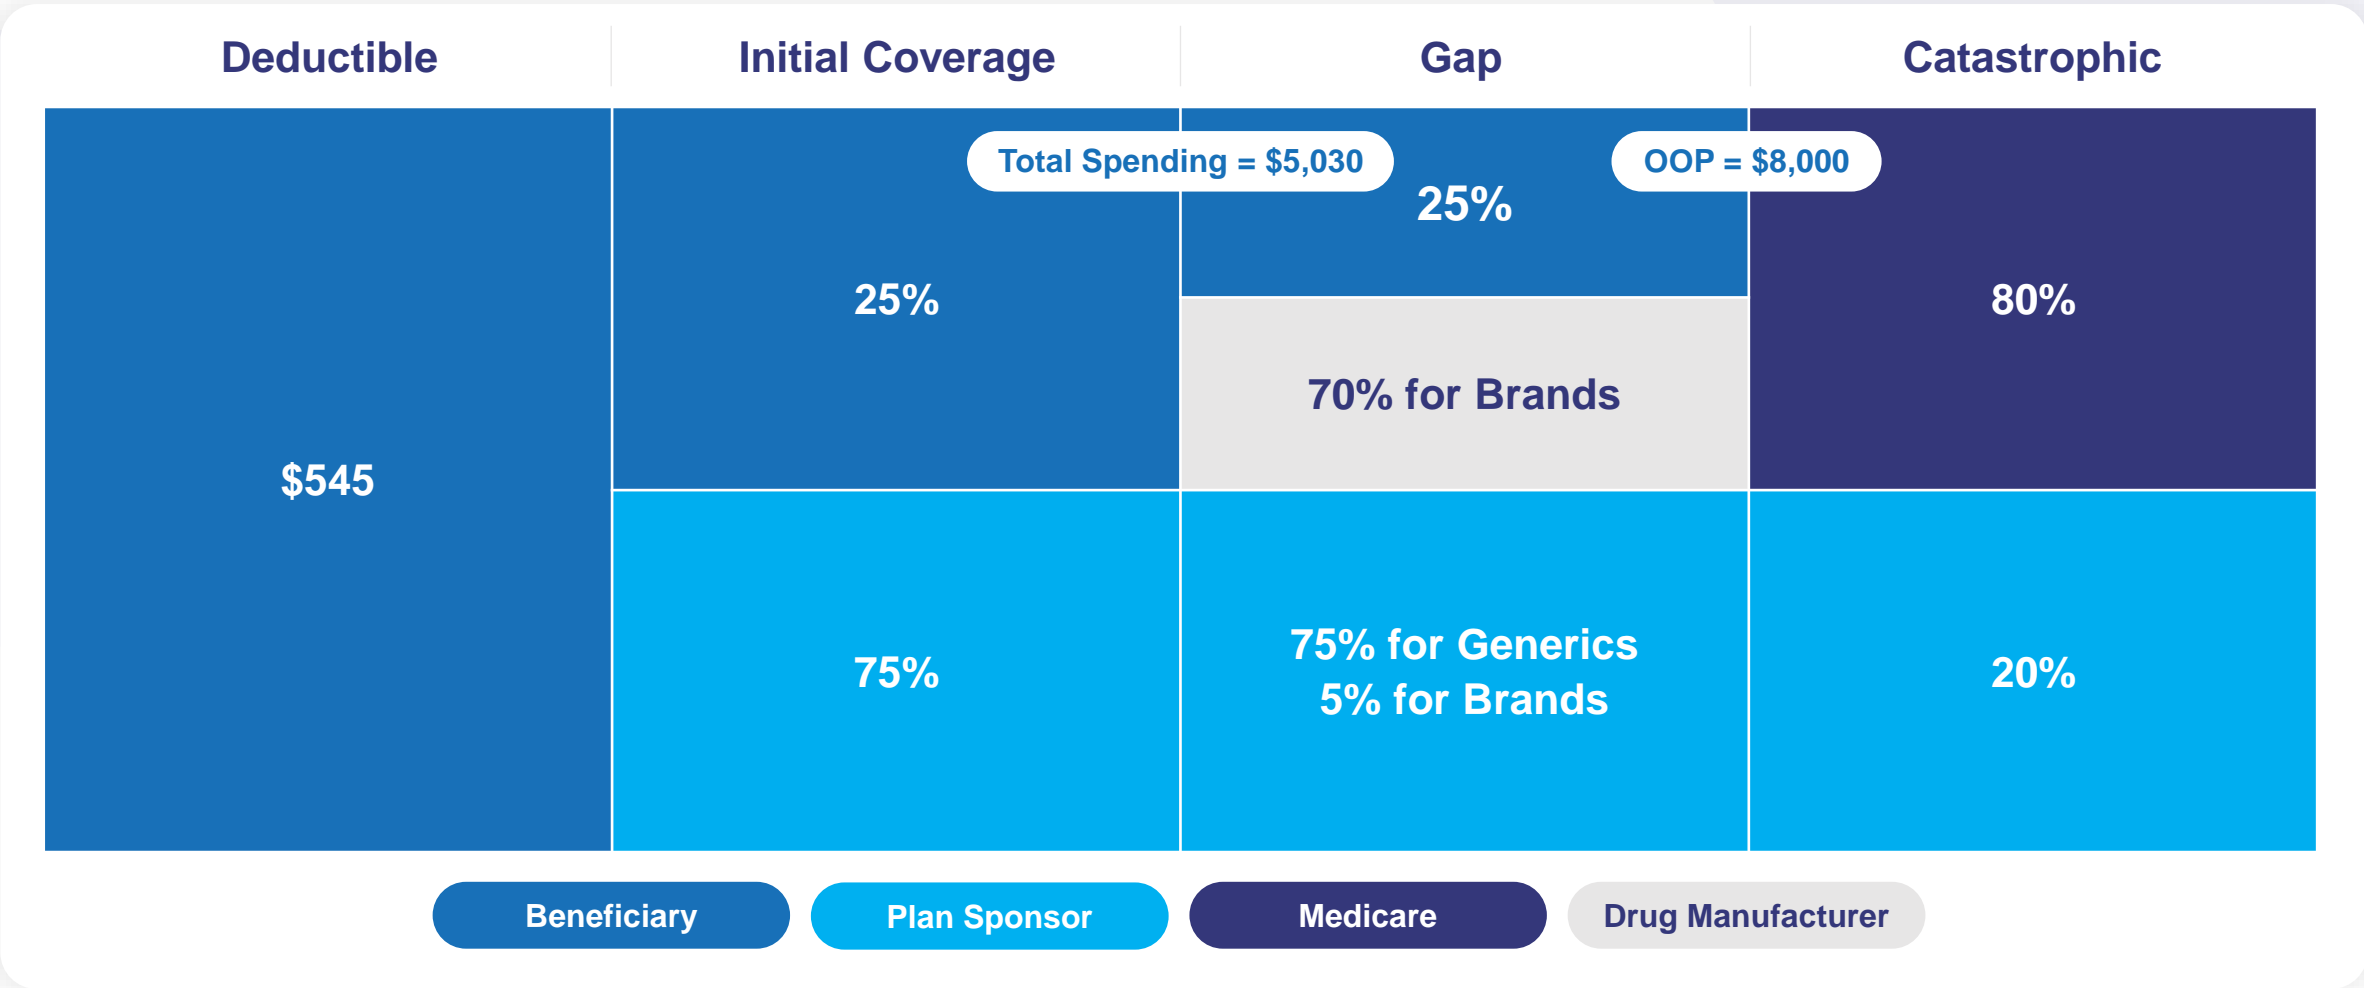 Deductible
Initial Coverage
Gap
Catastrophic
Total Spending = $5,030
OOP = $8,000
25%
25%
80%
70% for Brands
$545
75%
75% for Generics
5% for Brands
20%
Beneficiary
Plan Sponsor
Medicare
Drug Manufacturer